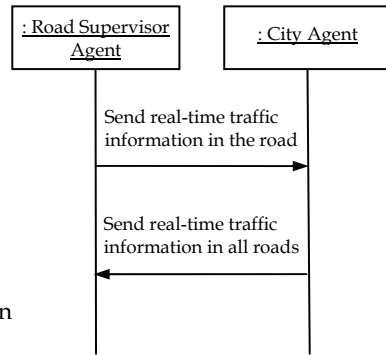 : Road Supervisor
Agent
: City Agent
Send real-time traffic
information in the road
Send real-time traffic
information in all roads
n